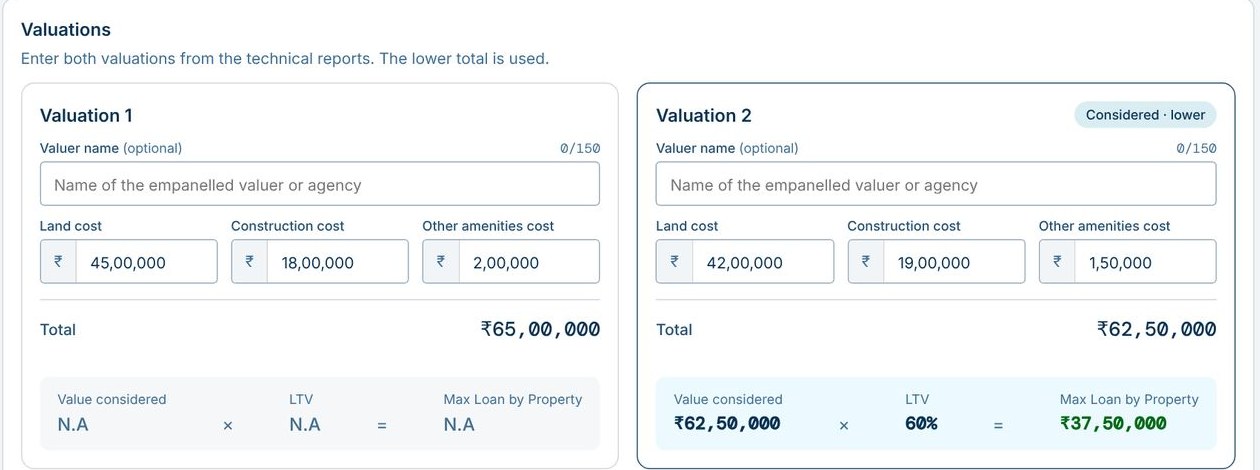 Valuations
Enter both valuations from the technical reports. The lower total is used.
Valuation 1
Valuer name (optional) 0/150
Name of the empanelled valuer or agency
Land cost Construction cost Other amenities cost
₹ 45,00,000 ₹ 18,00,000 ₹ 2,00,000
Total ₹65,00,000
Value considered LTV Max Loan by Property
N.A × N.A = N.A
Valuation 2 Considered · lower
Valuer name (optional) 0/150
Name of the empanelled valuer or agency
Land cost Construction cost Other amenities cost
₹ 42,00,000 ₹ 19,00,000 ₹ 1,50,000
Total ₹62,50,000
Value considered LTV Max Loan by Property
₹62,50,000 × 60% = ₹37,50,000